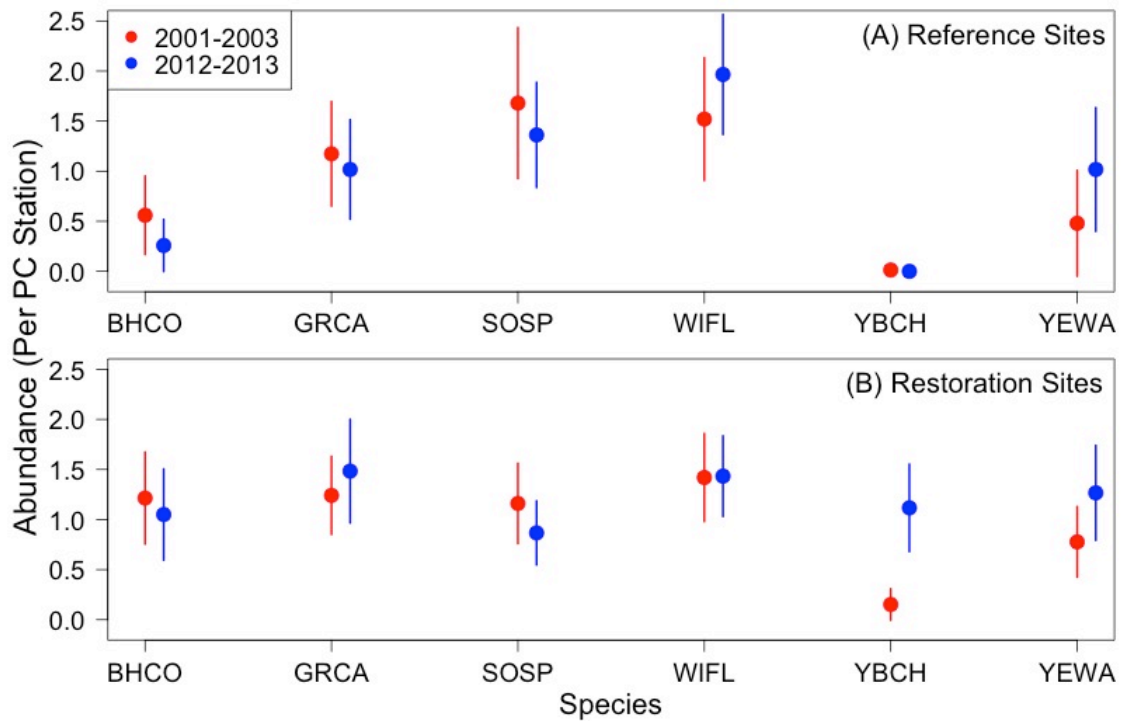 Abundance (Per PC Station)
2001-2003
2012-2013
(A) Reference Sites
2.5
2.0
1.5
1.0
0.5
0.0
BHCO GRCA SOSP WIFL YBCH YEWA
(B) Restoration Sites
2.5
2.0
1.5
1.0
0.5
0.0
BHCO GRCA SOSP WIFL YBCH YEWA
Species